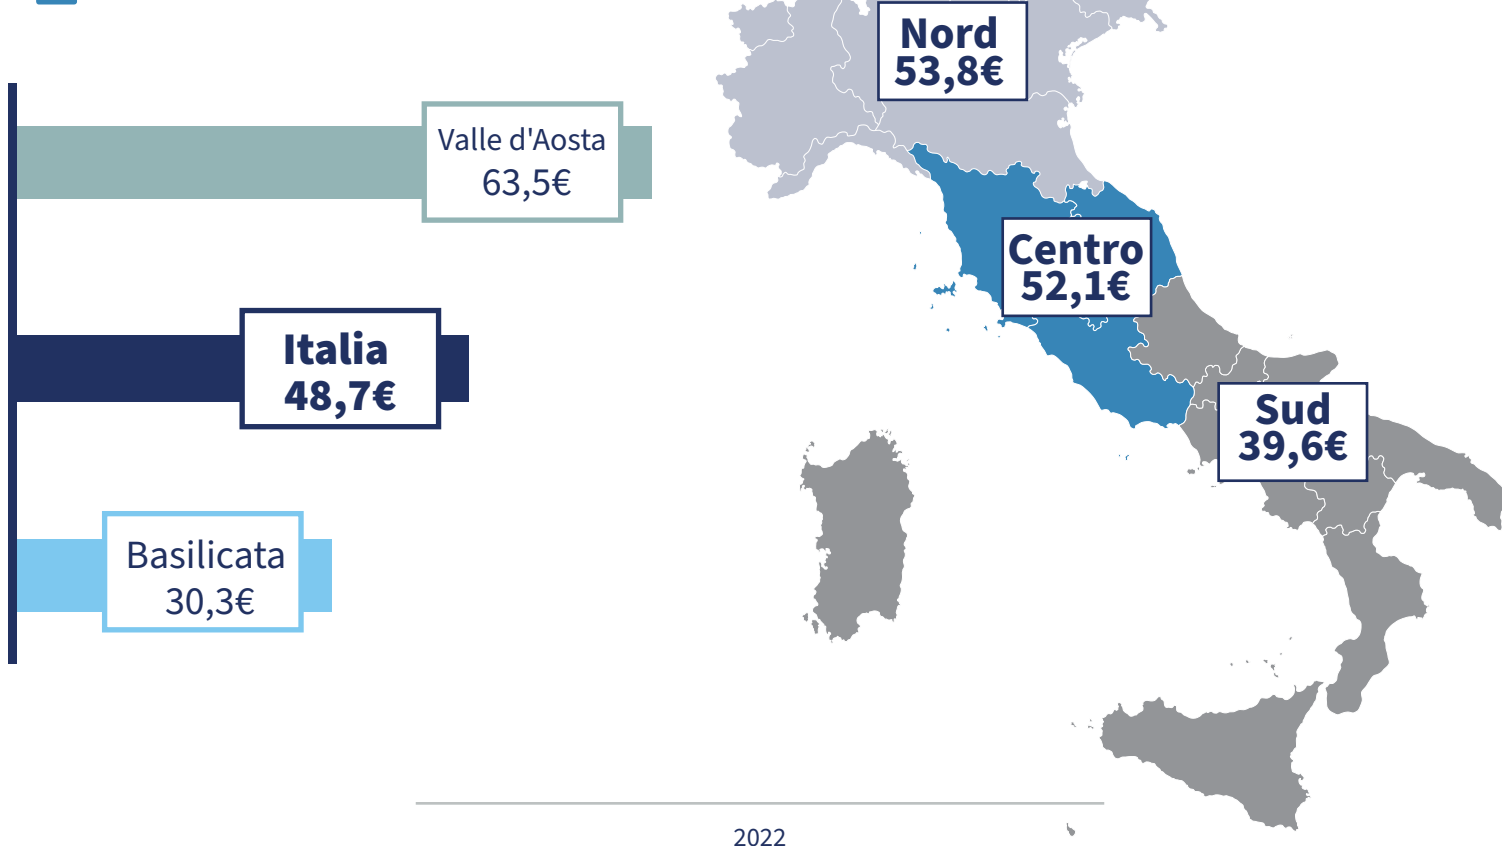 Nord
53,8€
Valle d'Aosta
63,5€
Centro
52,1€
Italia
48,7€
Sud
39,6€
Basilicata
30,3€
2022